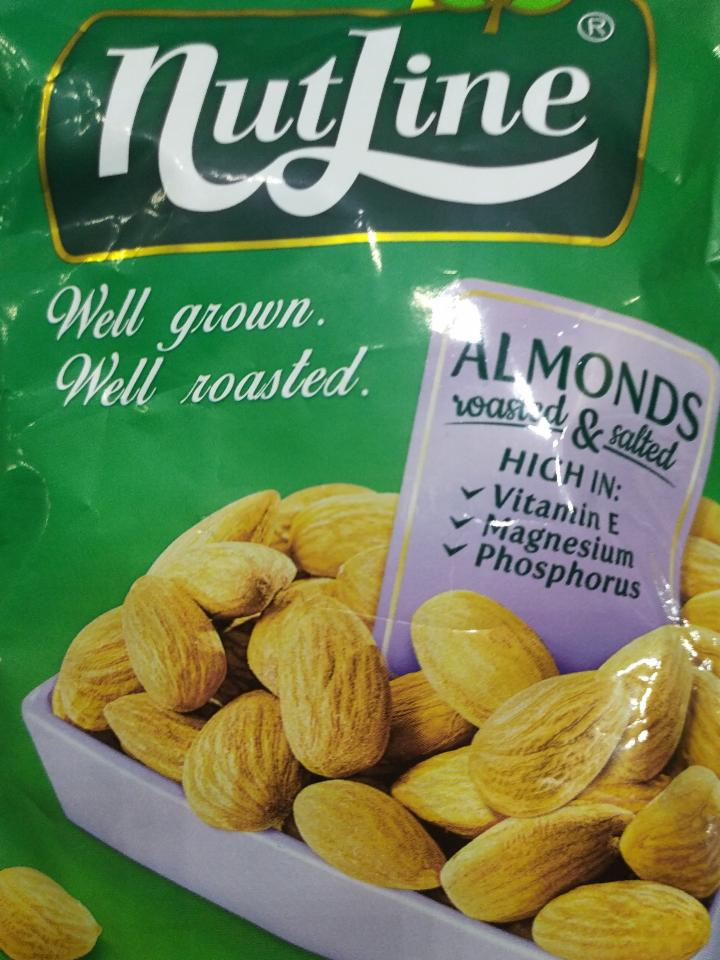 NutLine ®
Well grown.
Well roasted.
ALMONDS
roasted & salted
HIGH IN:
✓ Vitamin E
✓ Magnesium
✓ Phosphorus